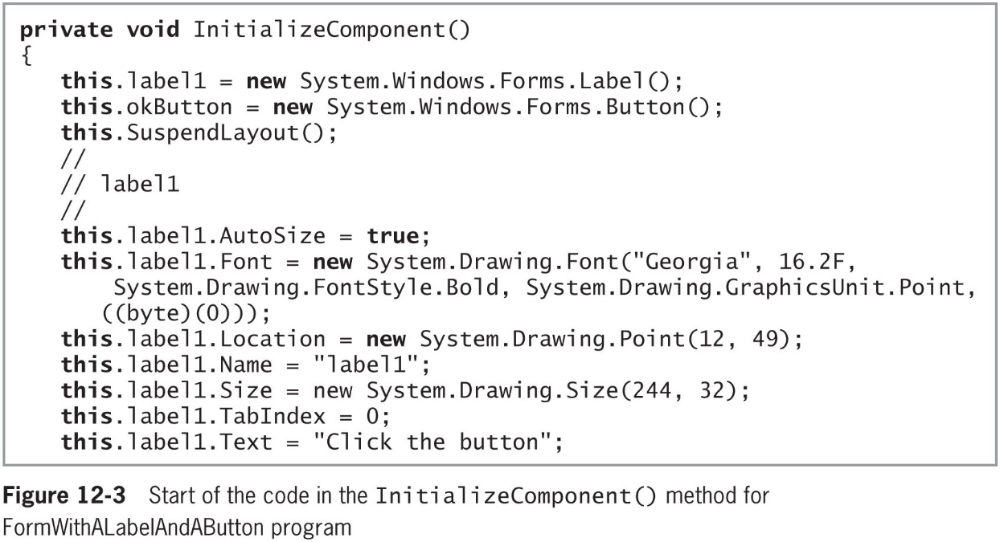 private void InitializeComponent()
{
this.label1 = new System.Windows.Forms.Label();
this.okButton = new System.Windows.Forms.Button();
this.SuspendLayout();
//
// label1
//
this.label1.AutoSize = true;
this.label1.Font = new System.Drawing.Font("Georgia", 16.2F,
System.Drawing.FontStyle.Bold, System.Drawing.GraphicsUnit.Point,
((byte)(0)));
this.label1.Location = new System.Drawing.Point(12, 49);
this.label1.Name = "label1";
this.label1.Size = new System.Drawing.Size(244, 32);
this.label1.TabIndex = 0;
this.label1.Text = "Click the button";
Figure 12-3 Start of the code in the InitializeComponent() method for
FormWithALabelAndAButton program